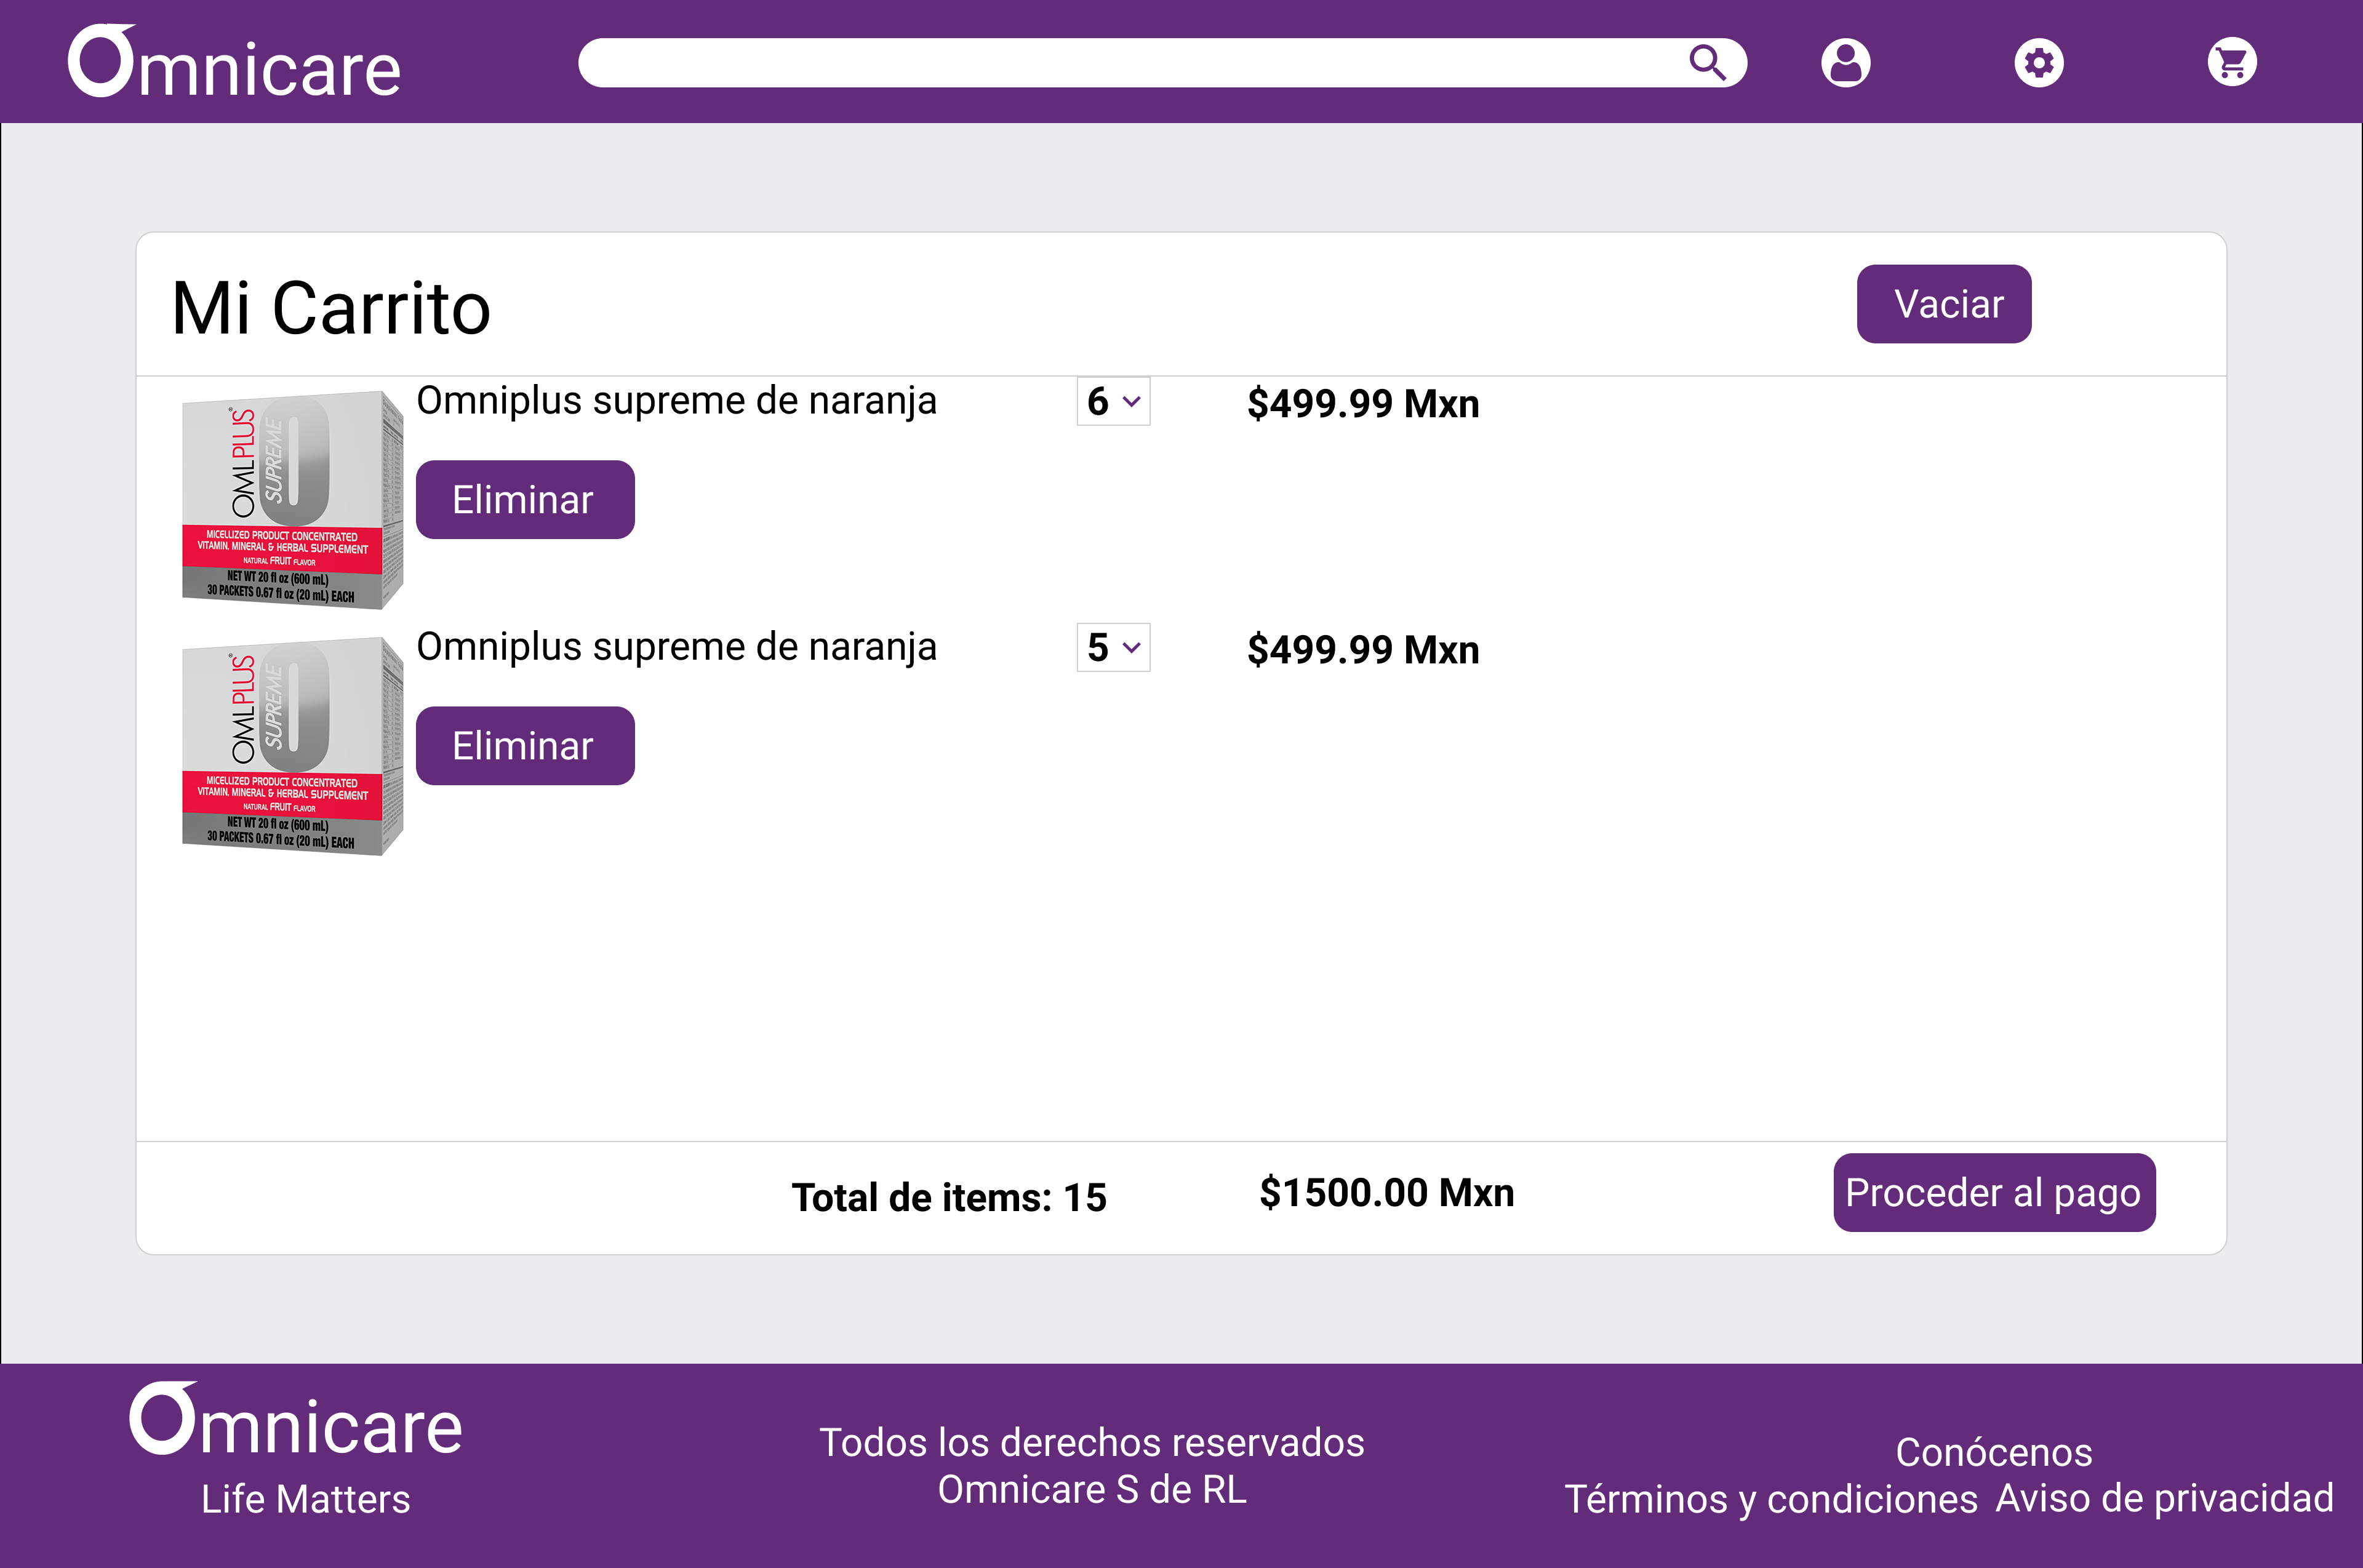 Omnicare
Mi Carrito
Vaciar
Omniplus supreme de naranja
6
$499.99 Mxn
Eliminar
OMLPLUS®
SUPREME
MICELLIZED PRODUCT CONCENTRATED
VITAMIN, MINERAL & HERBAL SUPPLEMENT
NATURAL FRUIT FLAVOR
NET WT 20 fl oz (600 mL)
30 PACKETS 0.67 fl oz (20 mL) EACH
Omniplus supreme de naranja
5
$499.99 Mxn
Eliminar
OMLPLUS®
SUPREME
MICELLIZED PRODUCT CONCENTRATED
VITAMIN, MINERAL & HERBAL SUPPLEMENT
NATURAL FRUIT FLAVOR
NET WT 20 fl oz (600 mL)
30 PACKETS 0.67 fl oz (20 mL) EACH
Total de items: 15
$1500.00 Mxn
Proceder al pago
Omnicare
Life Matters
Todos los derechos reservados
Omnicare S de RL
Conócenos
Términos y condiciones
Aviso de privacidad